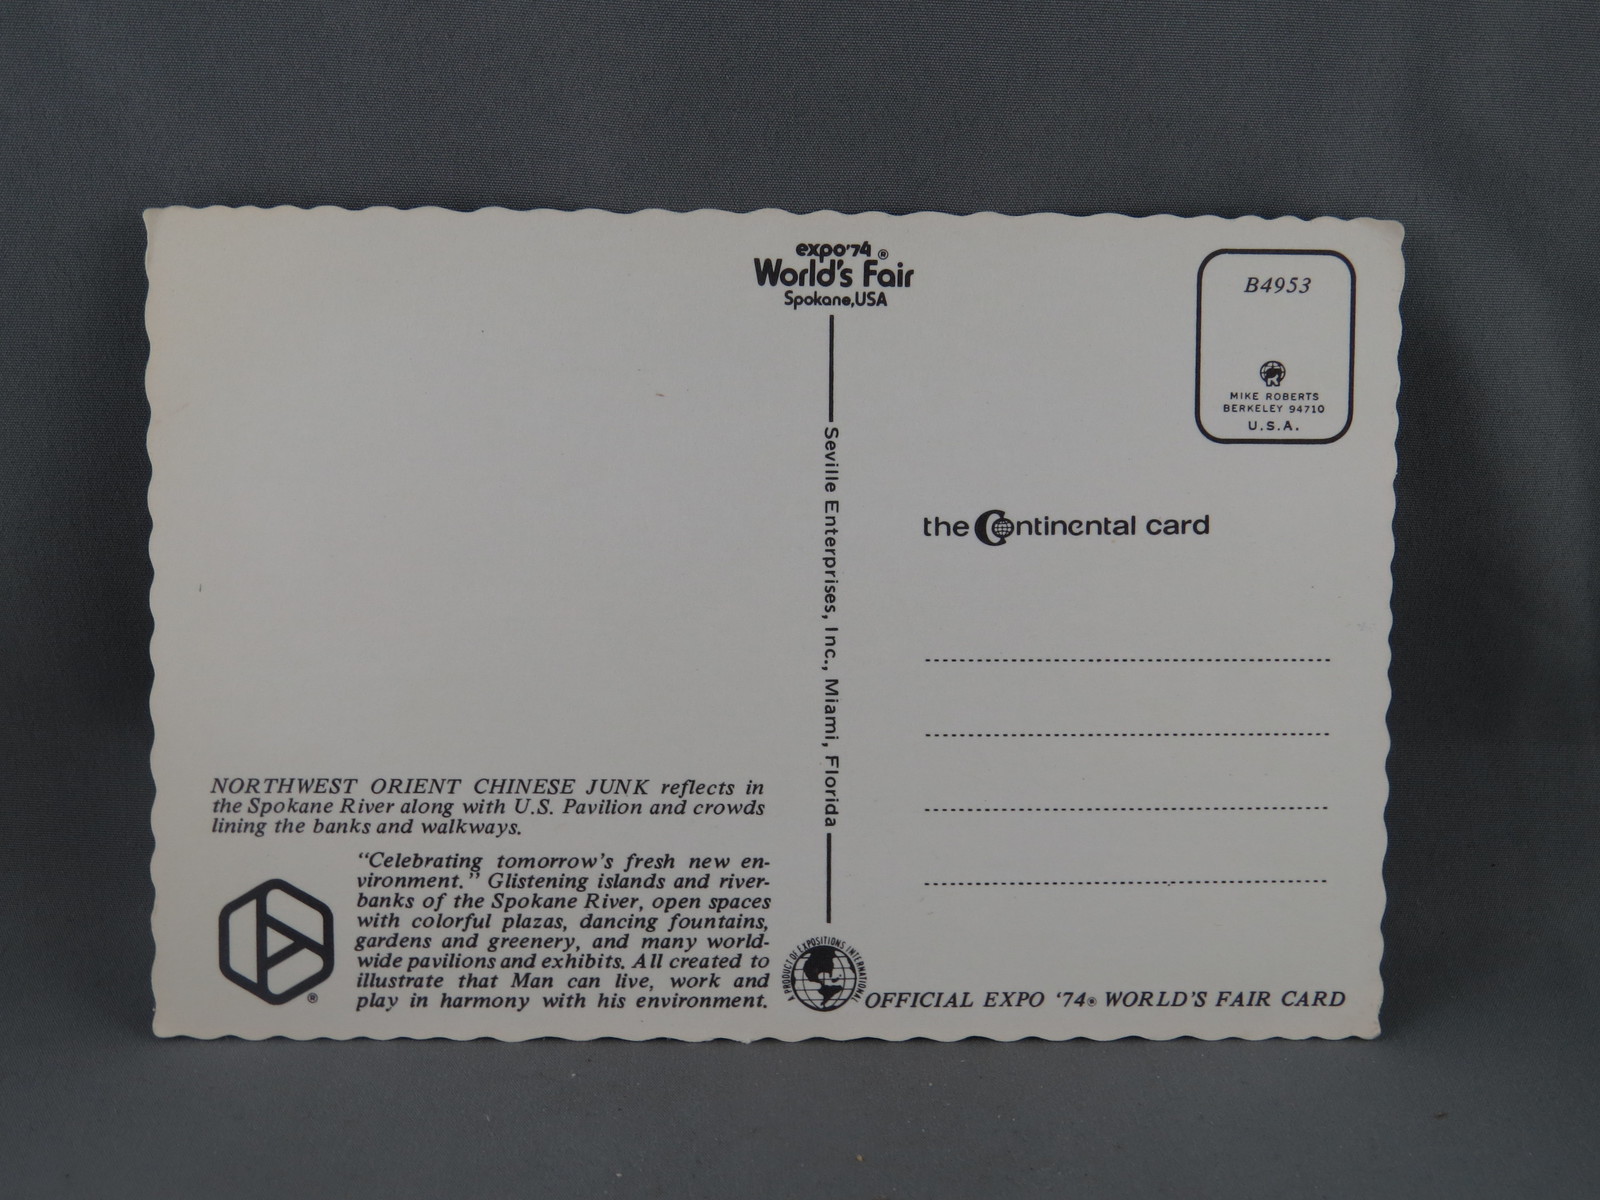 expo'74 ®
World's Fair
Spokane, USA
B4953
MIKE ROBERTS
BERKELEY 94710
U.S.A.
Seville Enterprises, Inc., Miami, Florida
the Continental card
NORTHWEST ORIENT CHINESE JUNK reflects in
the Spokane River along with U.S. Pavilion and crowds
lining the banks and walkways.
"Celebrating tomorrow's fresh new en-
vironment." Glistening islands and river-
banks of the Spokane River, open spaces
with colorful plazas, dancing fountains,
gardens and greenery, and many world-
wide pavilions and exhibits. All created to
illustrate that Man can live, work and
play in harmony with his environment.
®
A PRODUCT OF EXPOSITIONS INTERNATIONAL
OFFICIAL EXPO '74® WORLD'S FAIR CARD